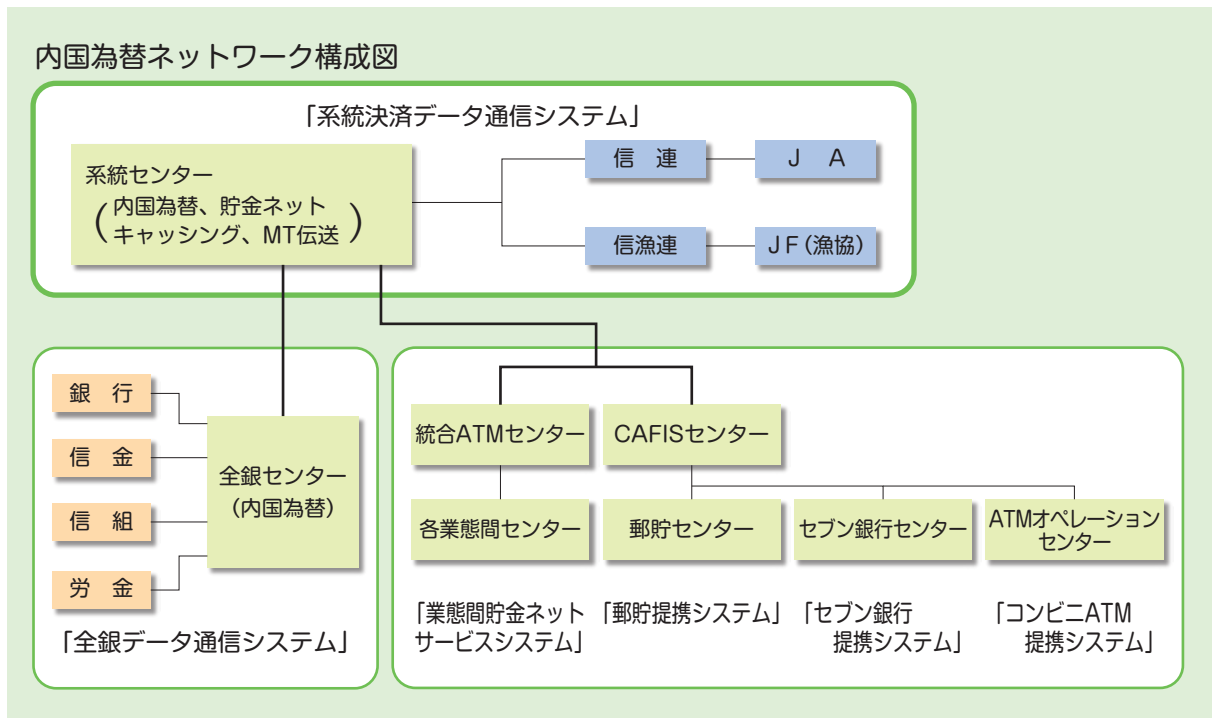 内国為替ネットワーク構成図
「系統決済データ通信システム」
系統センター
(内国為替、貯金ネット
キャッシング、MT伝送)
信 連
J A
信漁連
JF(漁協)
銀 行
信 金
信 組
労 金
全銀センター
(内国為替)
「全銀データ通信システム」
統合ATMセンター
CAFISセンター
各業態間センター
郵貯センター
セブン銀行センター
ATMオペレーション
センター
「業態間貯金ネット
サービスシステム」
「郵貯提携システム」
「セブン銀行
提携システム」
「コンビニATM
提携システム」